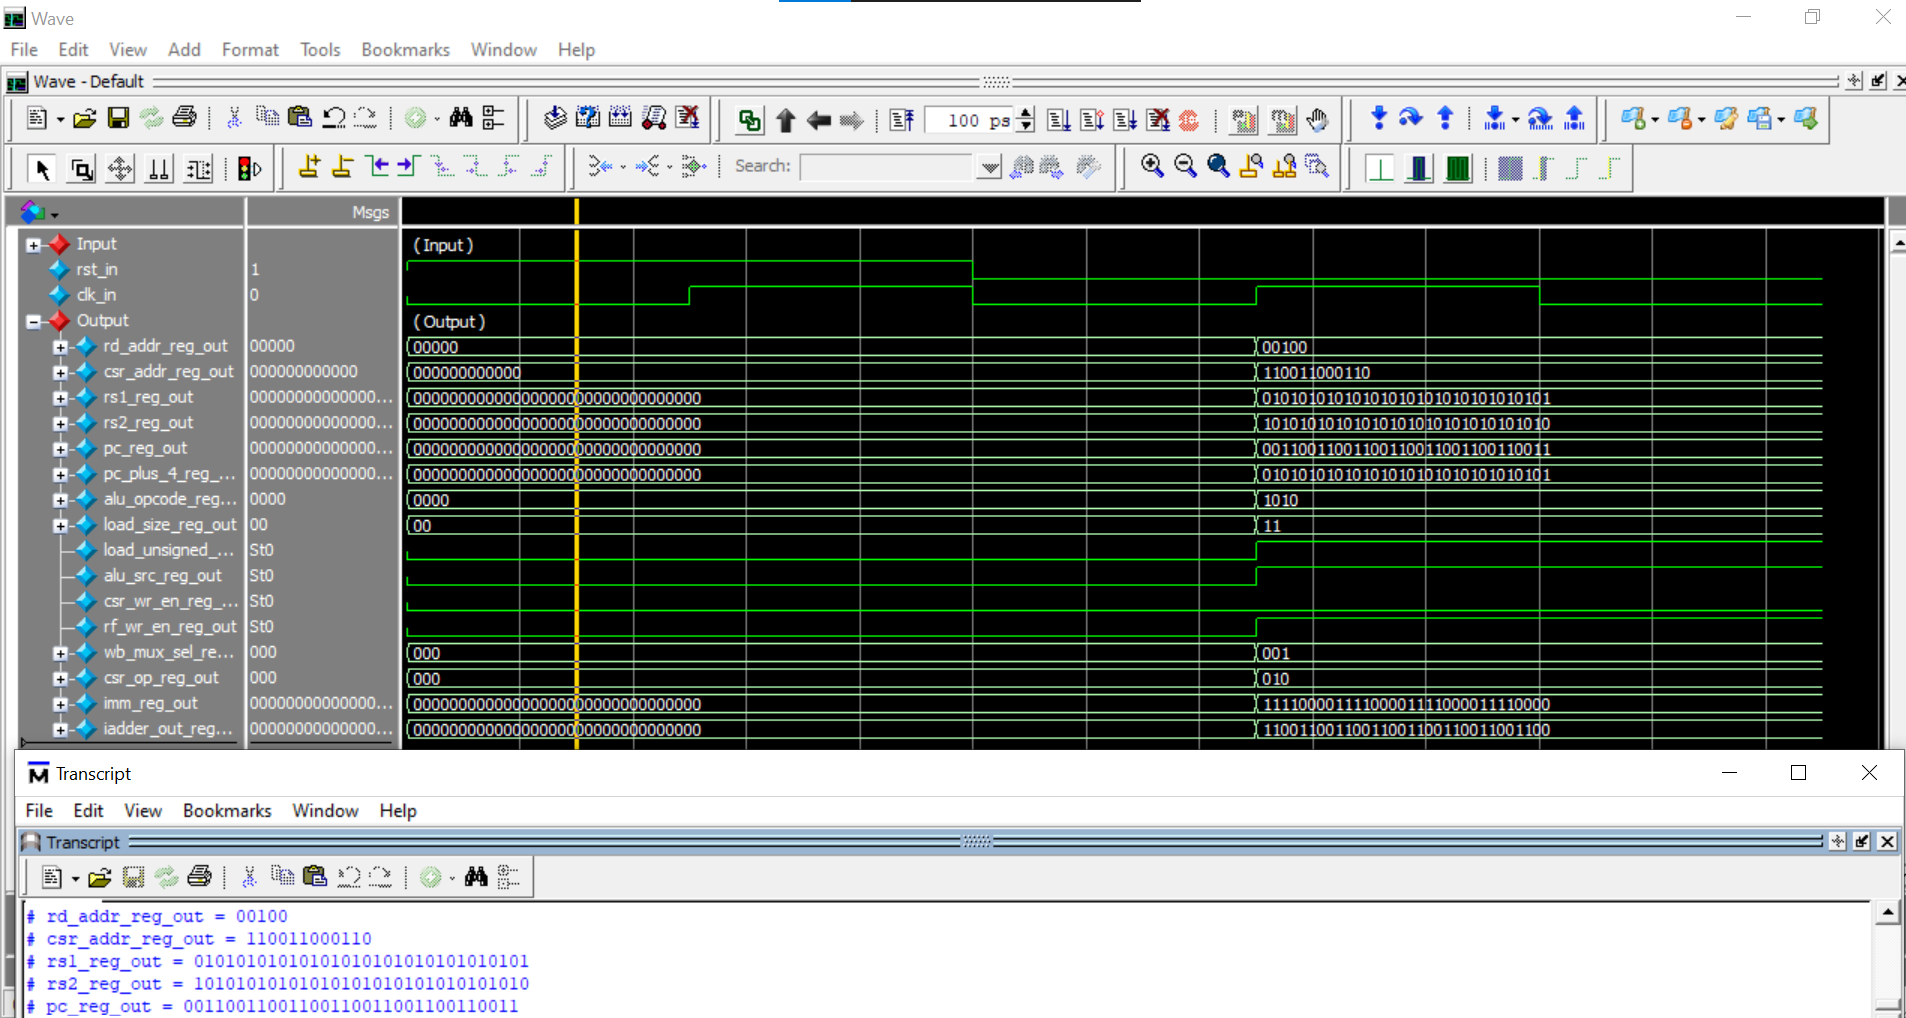 Wave
File Edit View Add Format Tools Bookmarks Window Help
Wave - Default
100 ps
Search:
Msgs
Input (Input)
rst_in 1
clk_in 0
Output (Output)
rd_addr_reg_out 00000 00000 00100
csr_addr_reg_out 000000000000 000000000000 110011000110
rs1_reg_out 00000000000000... 00000000000000000000000000000000 01010101010101010101010101010101
rs2_reg_out 00000000000000... 00000000000000000000000000000000 10101010101010101010101010101010
pc_reg_out 00000000000000... 00000000000000000000000000000000 00110011001100110011001100110011
pc_plus_4_reg_... 00000000000000... 00000000000000000000000000000000 01010101010101010101010101010101
alu_opcode_reg... 0000 0000 1010
load_size_reg_out 00 00 11
load_unsigned_... St0
alu_src_reg_out St0
csr_wr_en_reg_... St0
rf_wr_en_reg_out St0
wb_mux_sel_re... 000 000 001
csr_op_reg_out 000 000 010
imm_reg_out 00000000000000... 00000000000000000000000000000000 11110000111100001111000011110000
iadder_out_reg... 00000000000000... 00000000000000000000000000000000 11001100110011001100110011001100
Transcript
File Edit View Bookmarks Window Help
Transcript
# rd_addr_reg_out = 00100
# csr_addr_reg_out = 110011000110
# rs1_reg_out = 01010101010101010101010101010101
# rs2_reg_out = 10101010101010101010101010101010
# pc_reg_out = 00110011001100110011001100110011